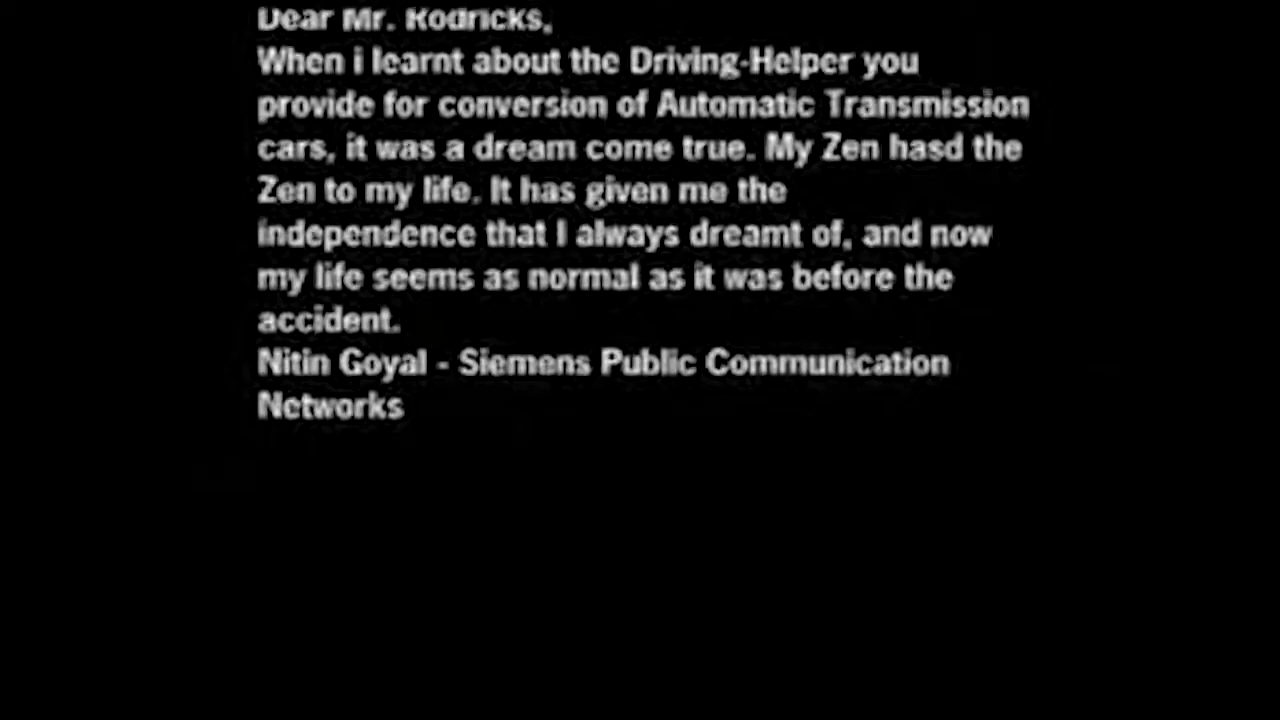 Dear Mr. Rodricks,
When i learnt about the Driving-Helper you
provide for conversion of Automatic Transmission
cars, it was a dream come true. My Zen hasd the
Zen to my life. It has given me the
independence that I always dreamt of, and now
my life seems as normal as it was before the
accident.
Nitin Goyal - Siemens Public Communication
Networks